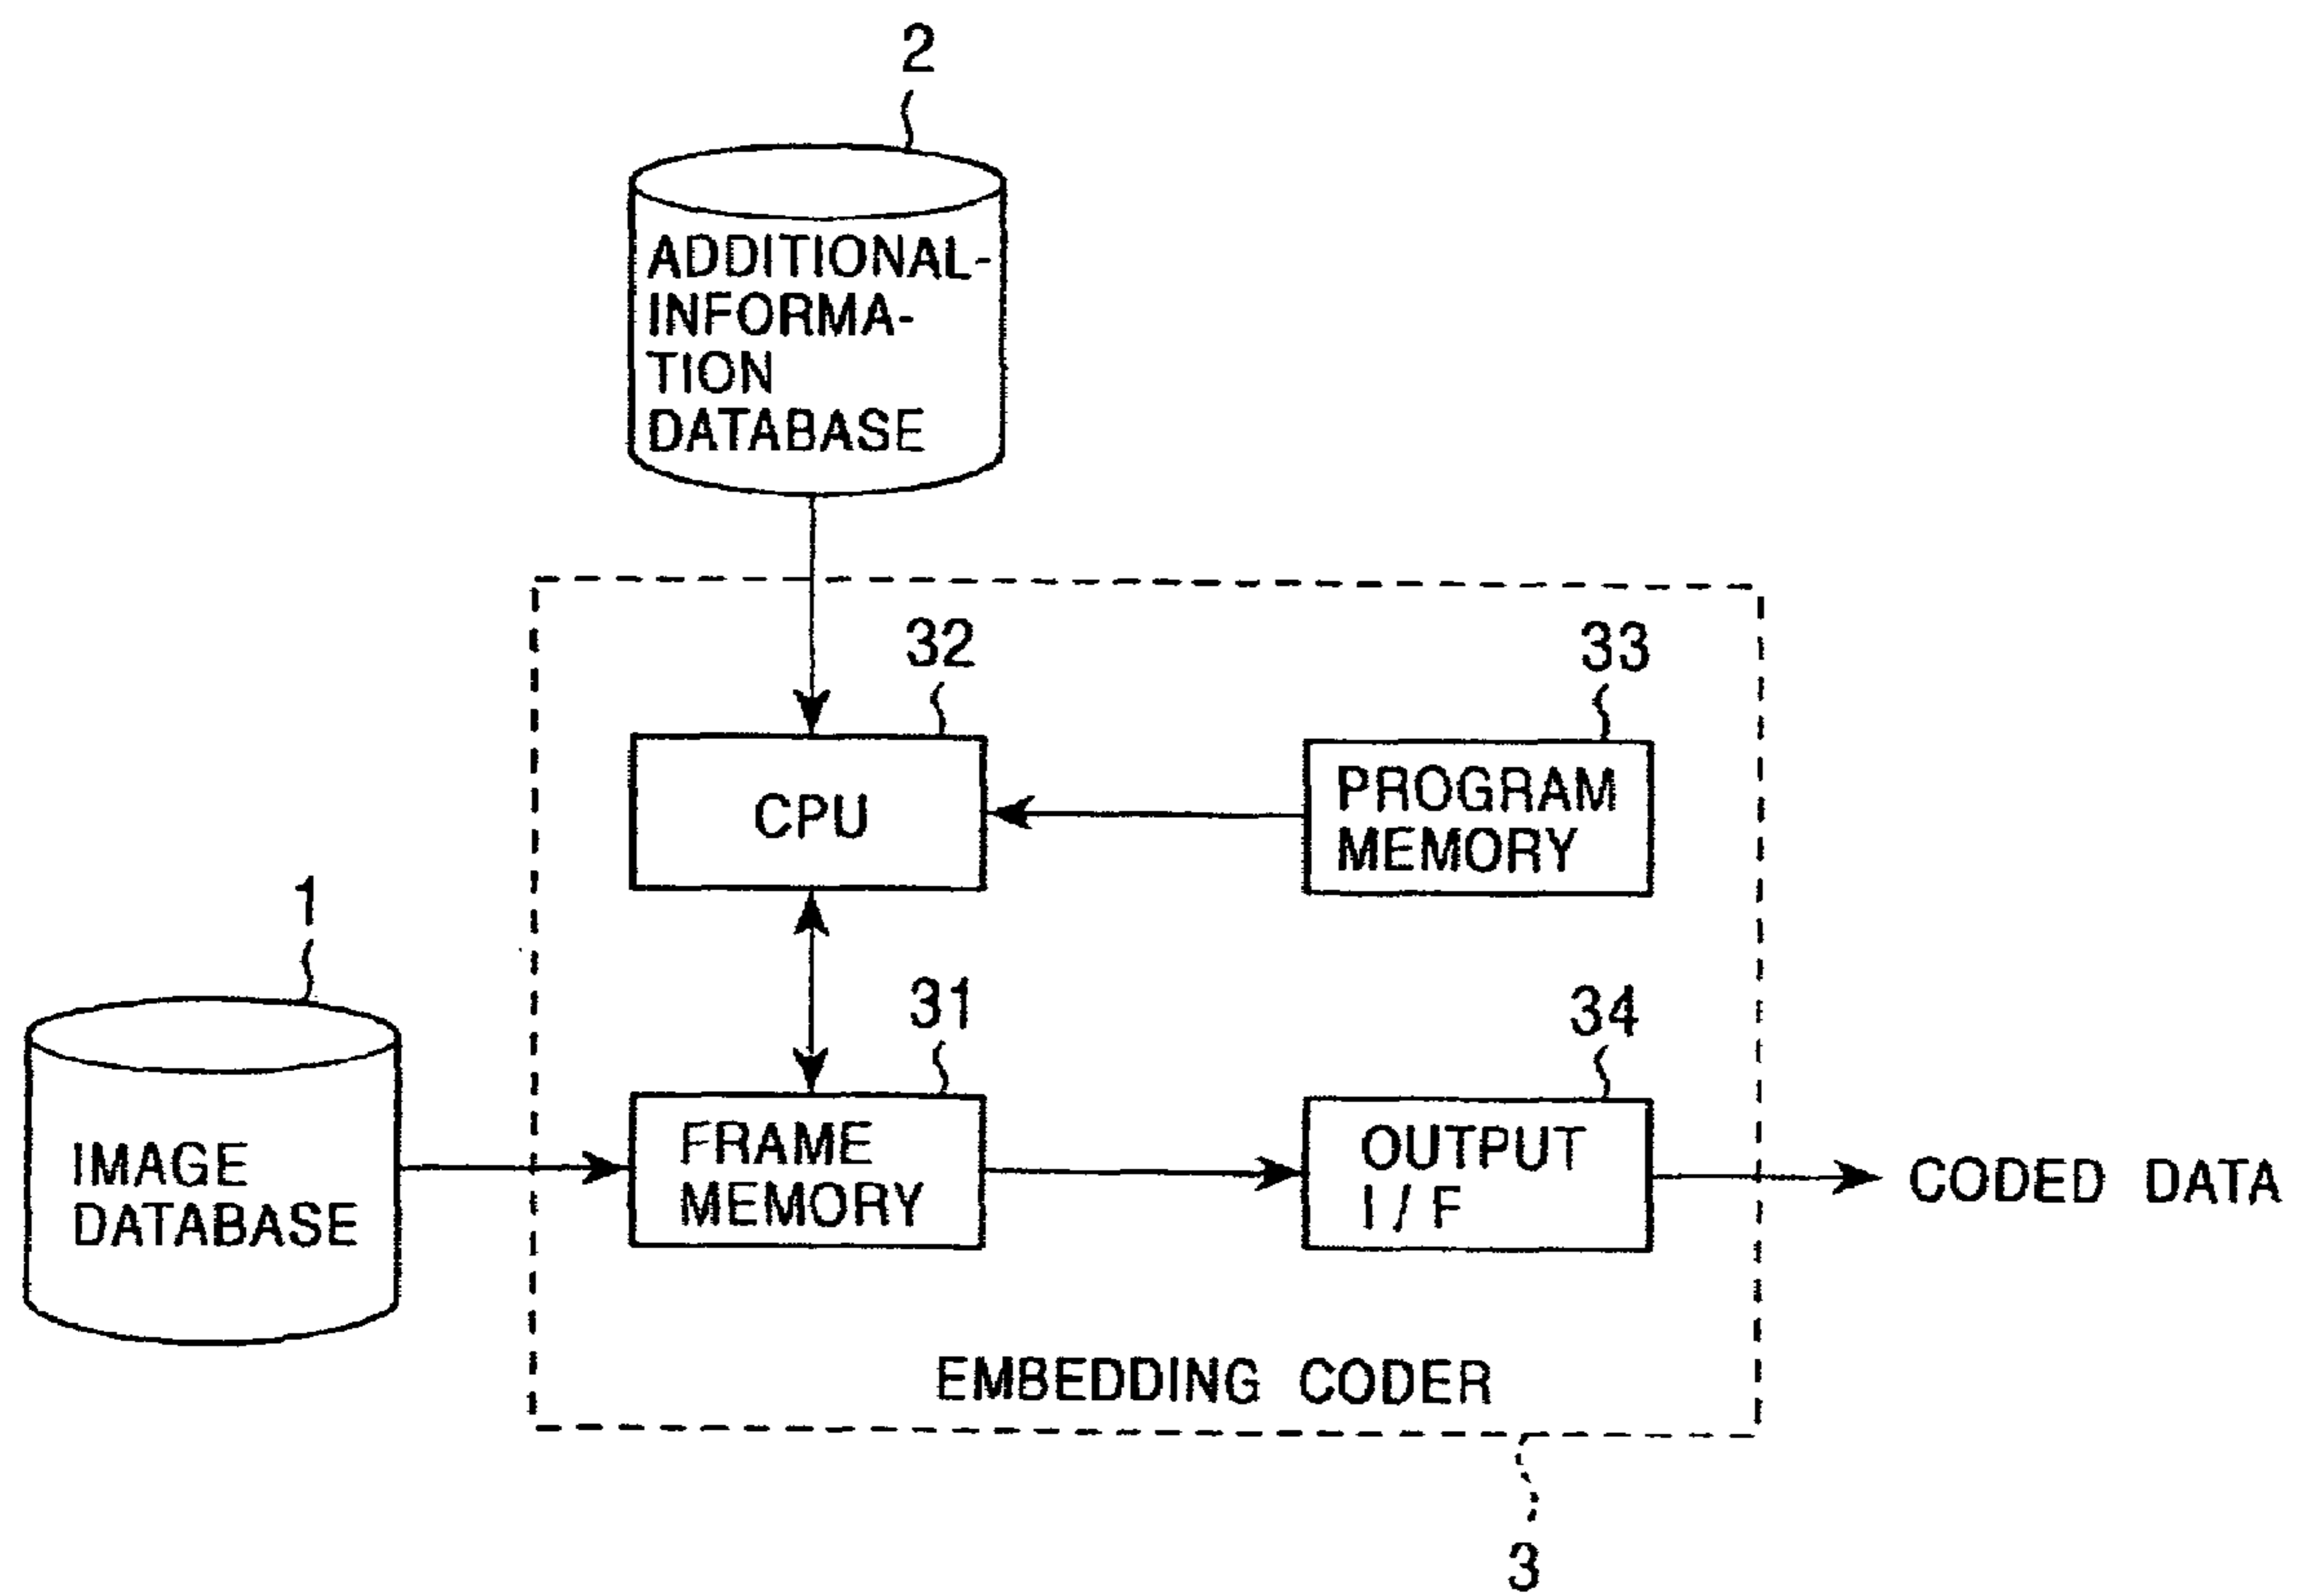 2
ADDITIONAL-
INFORMA-
TION
DATABASE
32
33
CPU
PROGRAM
MEMORY
1
31
34
IMAGE
DATABASE
FRAME
MEMORY
OUTPUT
I / F
CODED DATA
EMBEDDING CODER
3